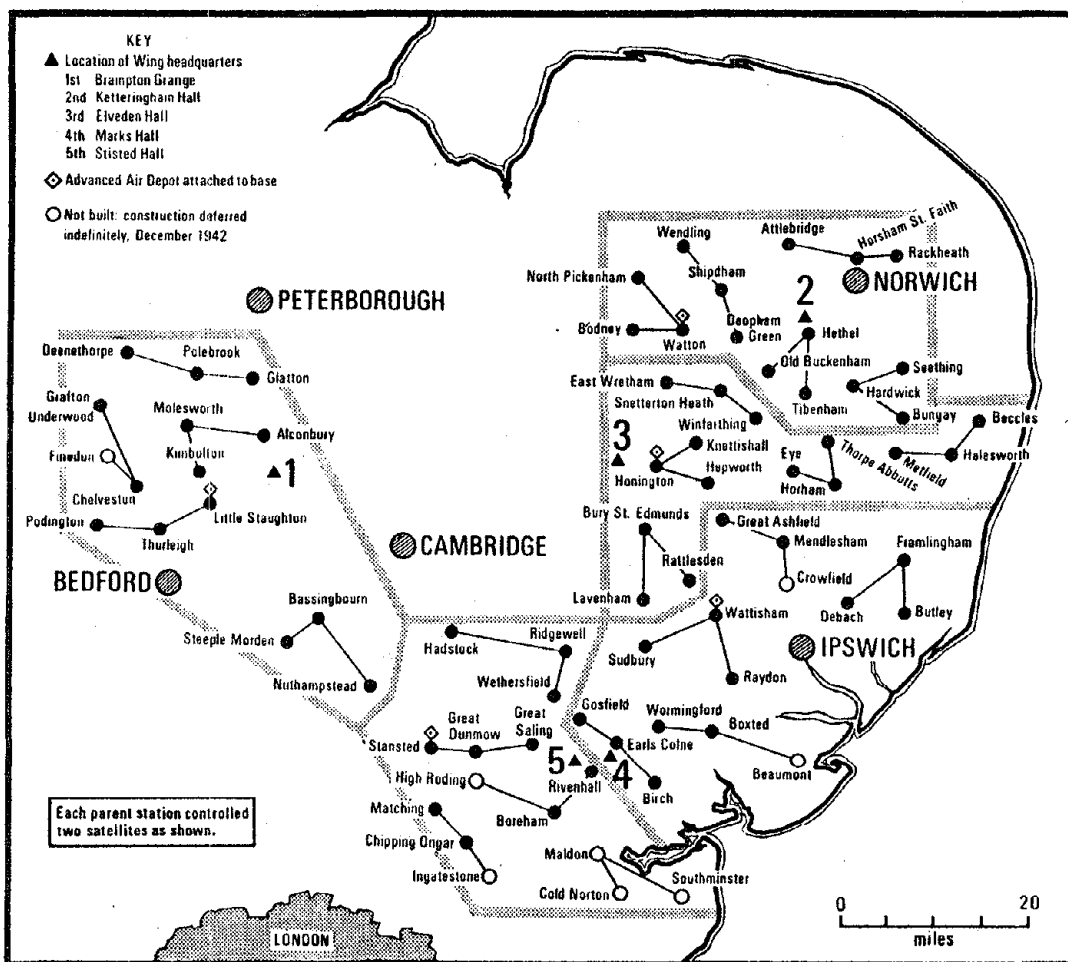 KEY
Location of Wing headquarters
1st Brampton Grange
2nd Ketteringham Hall
3rd Elveden Hall
4th Marks Hall
5th Stisted Hall
Advanced Air Depot attached to base
Not built: construction deferred
indefinitely, December 1942
PETERBOROUGH
Wendling
Attlebridge
Horsham St. Faith
Rackheath
North Pickenham
Shipdham
2
NORWICH
Bodney
Watton
Deopham
Green
Hethel
Old Buckenham
Seething
Hardwick
Tibenham
Bungay
Beccles
Deenethorpe
Polebrook
Glatton
Grafton
Underwood
Molesworth
Alconbury
Finedon
Kimbolton
1
Chelveston
Little Staughton
Podington
Thurleigh
East Wretham
Snetterton Heath
Winfarthing
3
Knettishall
Honington
Hepworth
Eye
Horham
Thorpe Abbotts
Metfield
Halesworth
BEDFORD
CAMBRIDGE
Bury St. Edmunds
Rattlesden
Lavenham
Great Ashfield
Mendlesham
Crowfield
Framlingham
Debach
Butley
Bassingbourn
Steeple Morden
Nuthampstead
Hadstock
Ridgewell
Wethersfield
Wattisham
Sudbury
Raydon
IPSWICH
Gosfield
Wormingford
Boxted
Earls Colne
Beaumont
Birch
Stansted
Great
Dunmow
Great
Saling
5
4
High Roding
Rivenhall
Boreham
Matching
Chipping Ongar
Ingatestone
Maldon
Cold Norton
Southminster
Each parent station controlled
two satellites as shown.
LONDON
0 20
miles